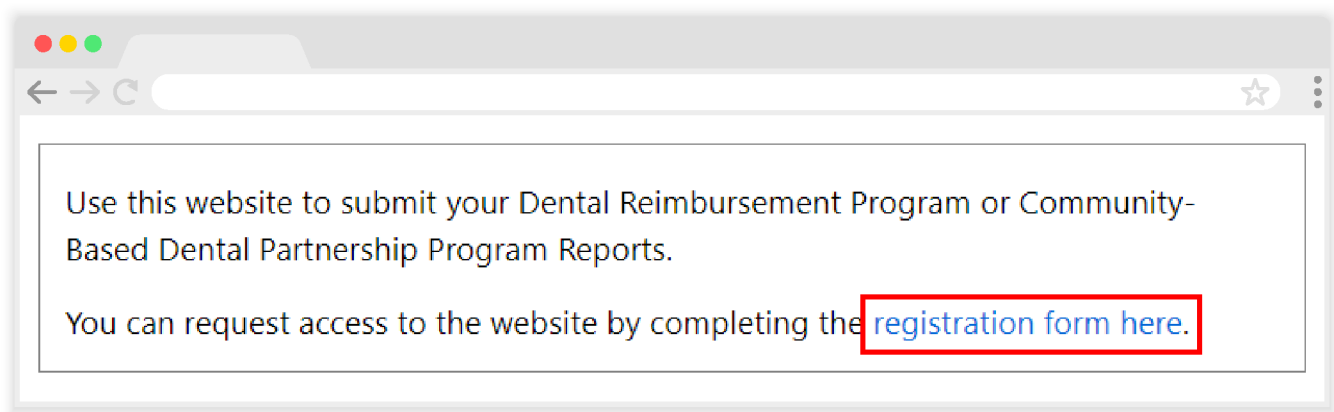 Use this website to submit your Dental Reimbursement Program or Community-
Based Dental Partnership Program Reports.
You can request access to the website by completing the registration form here.